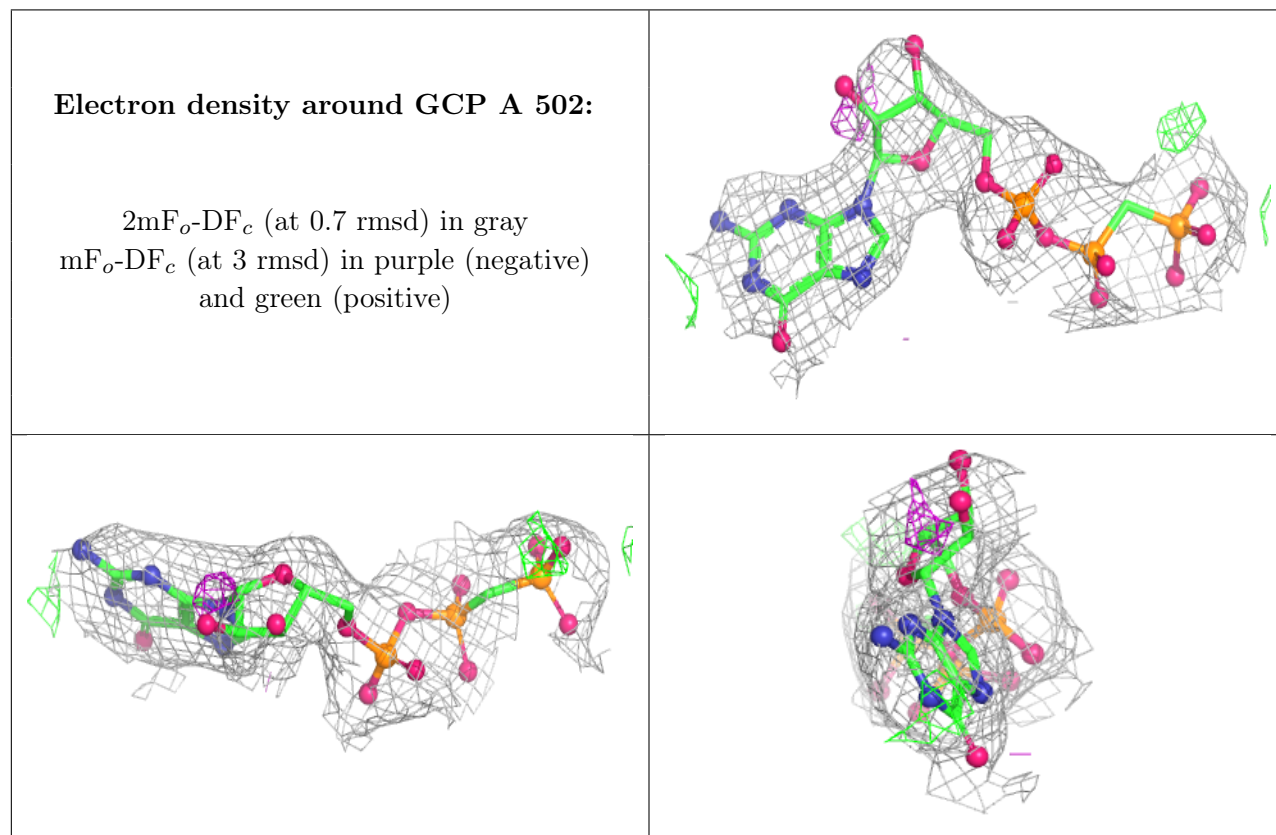 Electron density around GCP A 502:
2mFo-DFc (at 0.7 rmsd) in gray
mFo-DFc (at 3 rmsd) in purple (negative)
and green (positive)